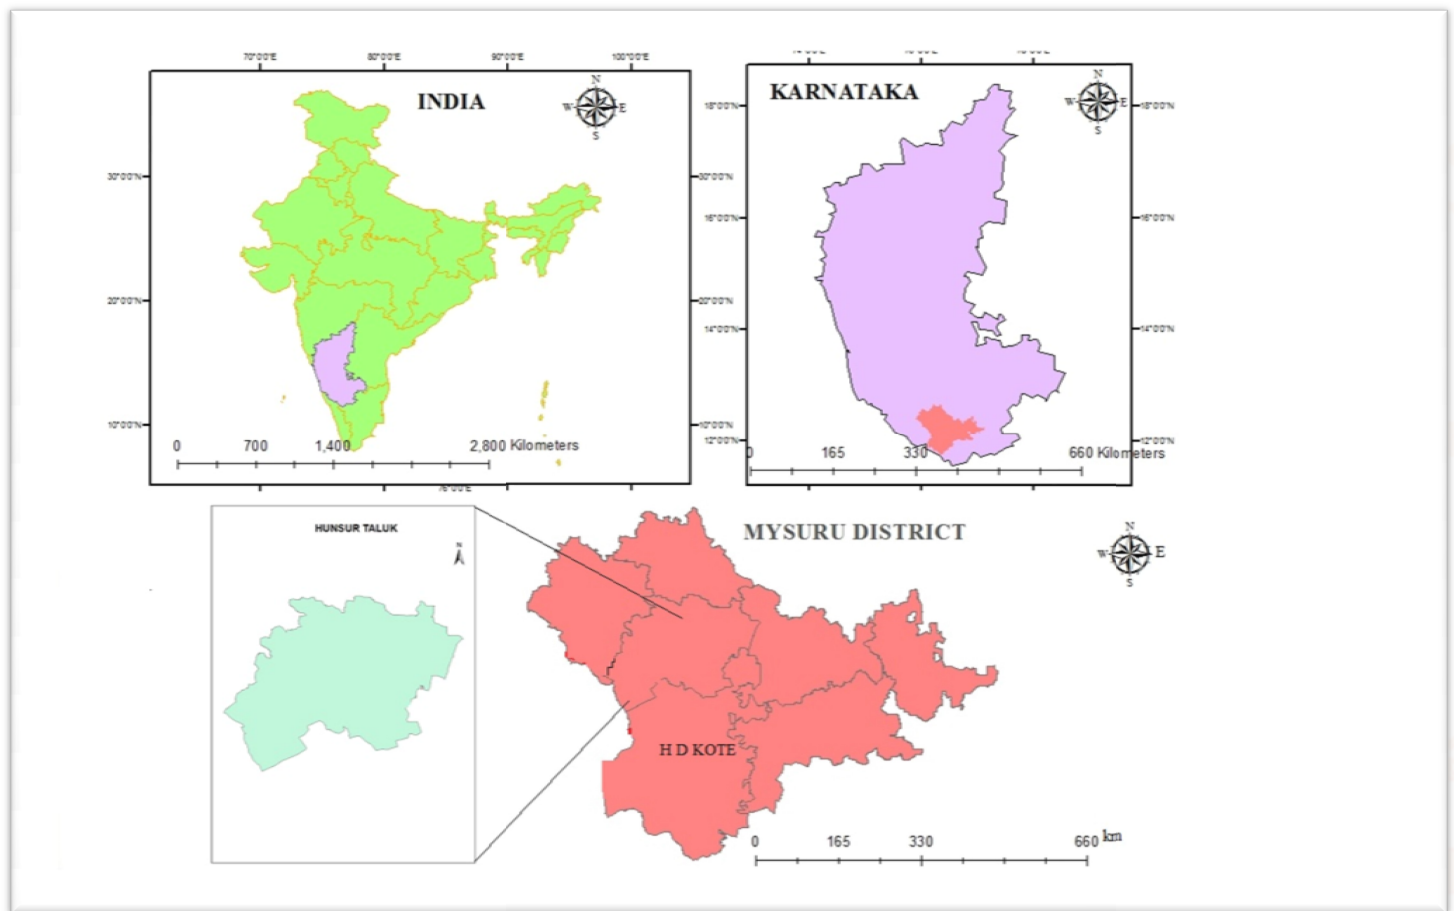 70°0'0"E 80°0'0"E 90°0'0"E 100°0'0"E
INDIA
N
W E
S
30°0'0"N
20°0'0"N
10°0'0"N
0 700 1,400 2,800 Kilometers
KARNATAKA
N
W E
S
18°0'0"N 18°0'0"N
30°0'0"N
16°0'0"N 16°0'0"N
20°0'0"N
14°0'0"N 14°0'0"N
10°0'0"N
12°0'0"N 12°0'0"N
0 165 330 660 Kilometers
HUNSUR TALUK
N
MYSURU DISTRICT
N
W E
S
H D KOTE
0 165 330 660 km